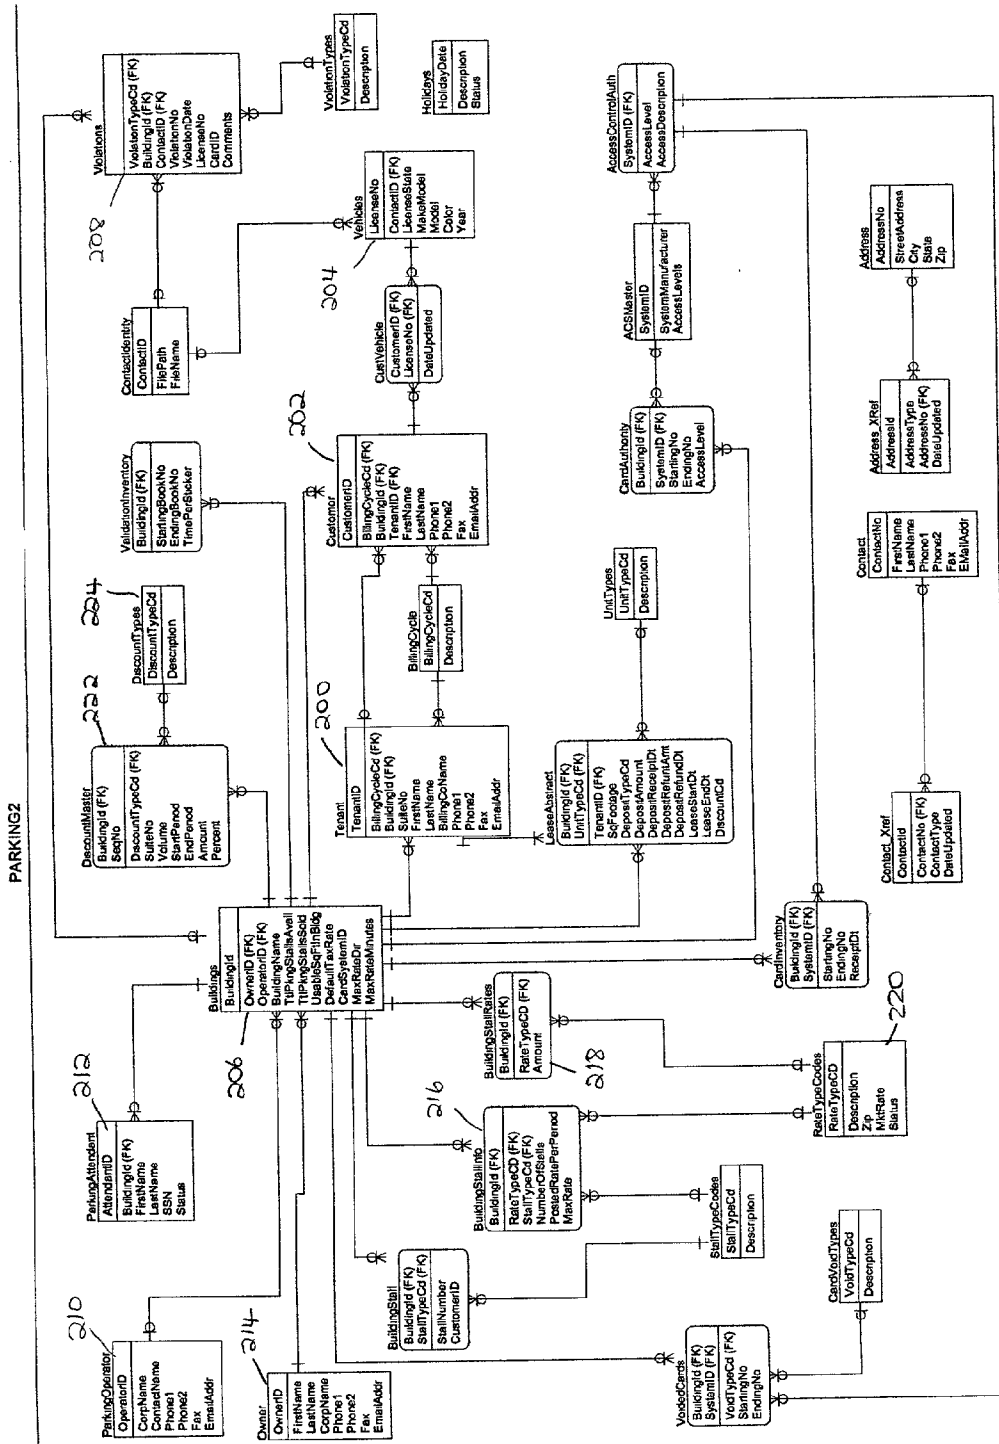 PARKING2
ParkingOperator
OperatorID
CorpName
ContactName
Phone1
Phone2
Fax
EmailAddr
210
ParkingAttendant
AttendantID
BuildingId (FK)
FirstName
LastName
SSN
Status
212
Owner
OwnerID
FirstName
LastName
CorpName
Phone1
Phone2
Fax
EmailAddr
214
Buildings
BuildingId
OwnerID (FK)
OperatorID (FK)
BuildingName
TtlPkngStallsAvail
TtlPkngStallsSold
UsableSqFtInBldg
DefaultTaxRate
CardSystemID
MaxRateDlr
MaxRateMinutes
206
DiscountMaster
BuildingId (FK)
SeqNo
DiscountTypeCd (FK)
SuiteNo
Volume
StartPeriod
EndPeriod
Amount
Percent
222
DiscountTypes
DiscountTypeCd
Description
224
ValidationInventory
BuildingId (FK)
StartingBookNo
EndingBookNo
TimePerSticker
ContactIdentity
ContactID
FilePath
FileName
Violations
ViolationTypeCd (FK)
BuildingId (FK)
ContactID (FK)
ViolationNo
ViolationDate
LicenseNo
CardID
Comments
208
ViolationTypes
ViolationTypeCd
Description
Holidays
HolidayDate
Description
Status
Vehicles
LicenseNo
ContactID (FK)
LicenseState
MakeModel
Model
Color
Year
204
CustVehicle
CustomerID (FK)
LicenseNo (FK)
DateUpdated
Customer
CustomerID
BillingCycleCd (FK)
BuildingId (FK)
TenantID (FK)
FirstName
LastName
Phone1
Phone2
Fax
EmailAddr
202
BillingCycle
BillingCycleCd
Description
Tenant
TenantID
BillingCycleCd (FK)
BuildingId (FK)
SuiteNo
FirstName
LastName
BillingCoName
Phone1
Phone2
Fax
EmailAddr
200
LeaseAbstract
BuildingId (FK)
UnitTypeCd (FK)
TenantID (FK)
SqFootage
DepositTypeCd
DepositAmount
DepositReceiptDt
DepositRefundAmt
DepositRefundDt
LeaseStartDt
LeaseEndDt
DiscountCd
UnitTypes
UnitTypeCd
Description
CardAuthority
BuildingId (FK)
SystemID (FK)
StartingNo
EndingNo
AccessLevel
ACSMaster
SystemID
SystemManufacturer
AccessLevels
AccessControlAuth
SystemID (FK)
AccessLevel
AccessDescription
BuildingStallRates
BuildingId (FK)
RateTypeCD (FK)
Amount
218
BuildingStallInfo
BuildingId (FK)
RateTypeCD (FK)
StallTypeCd (FK)
NumberOfStalls
PostedRatePerPeriod
MaxRate
216
BuildingStall
BuildingId (FK)
StallTypeCd (FK)
StallNumber
CustomerID
StallTypeCodes
StallTypeCd
Description
RateTypeCodes
RateTypeCD
Description
Zip
MktRate
Status
220
CardInventory
BuildingId (FK)
SystemID (FK)
StartingNo
EndingNo
ReceiptDt
VoidedCards
BuildingId (FK)
SystemID (FK)
VoidTypeCd (FK)
StartingNo
EndingNo
CardVoidTypes
VoidTypeCd
Description
Contact_Xref
ContactId
ContactNo (FK)
ContactType
DateUpdated
Contact
ContactNo
FirstName
LastName
Phone1
Phone2
Fax
EMailAddr
Address_XRef
AddressId
AddressType
AddressNo (FK)
DateUpdated
Address
AddressNo
StreetAddress
City
State
Zip